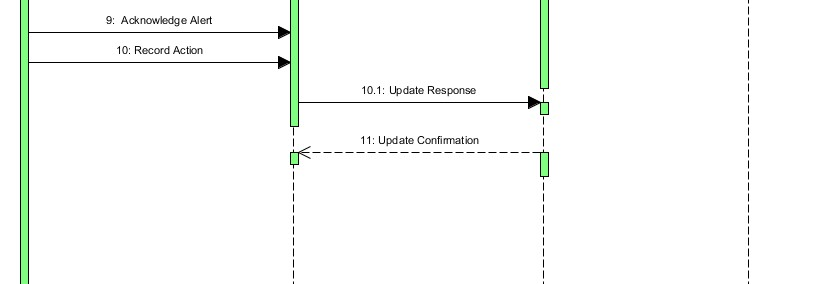 9:  Acknowledge Alert
10: Record Action
10.1: Update Response
11: Update Confirmation